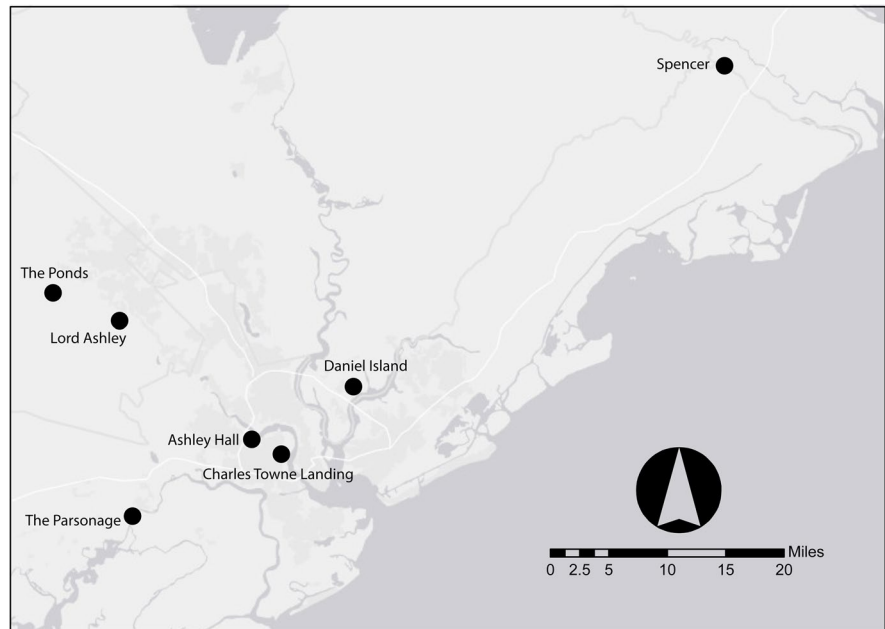 Spencer
The Ponds
Lord Ashley
Daniel Island
Ashley Hall
Charles Towne Landing
The Parsonage
Miles
0 2.5 5 10 15 20